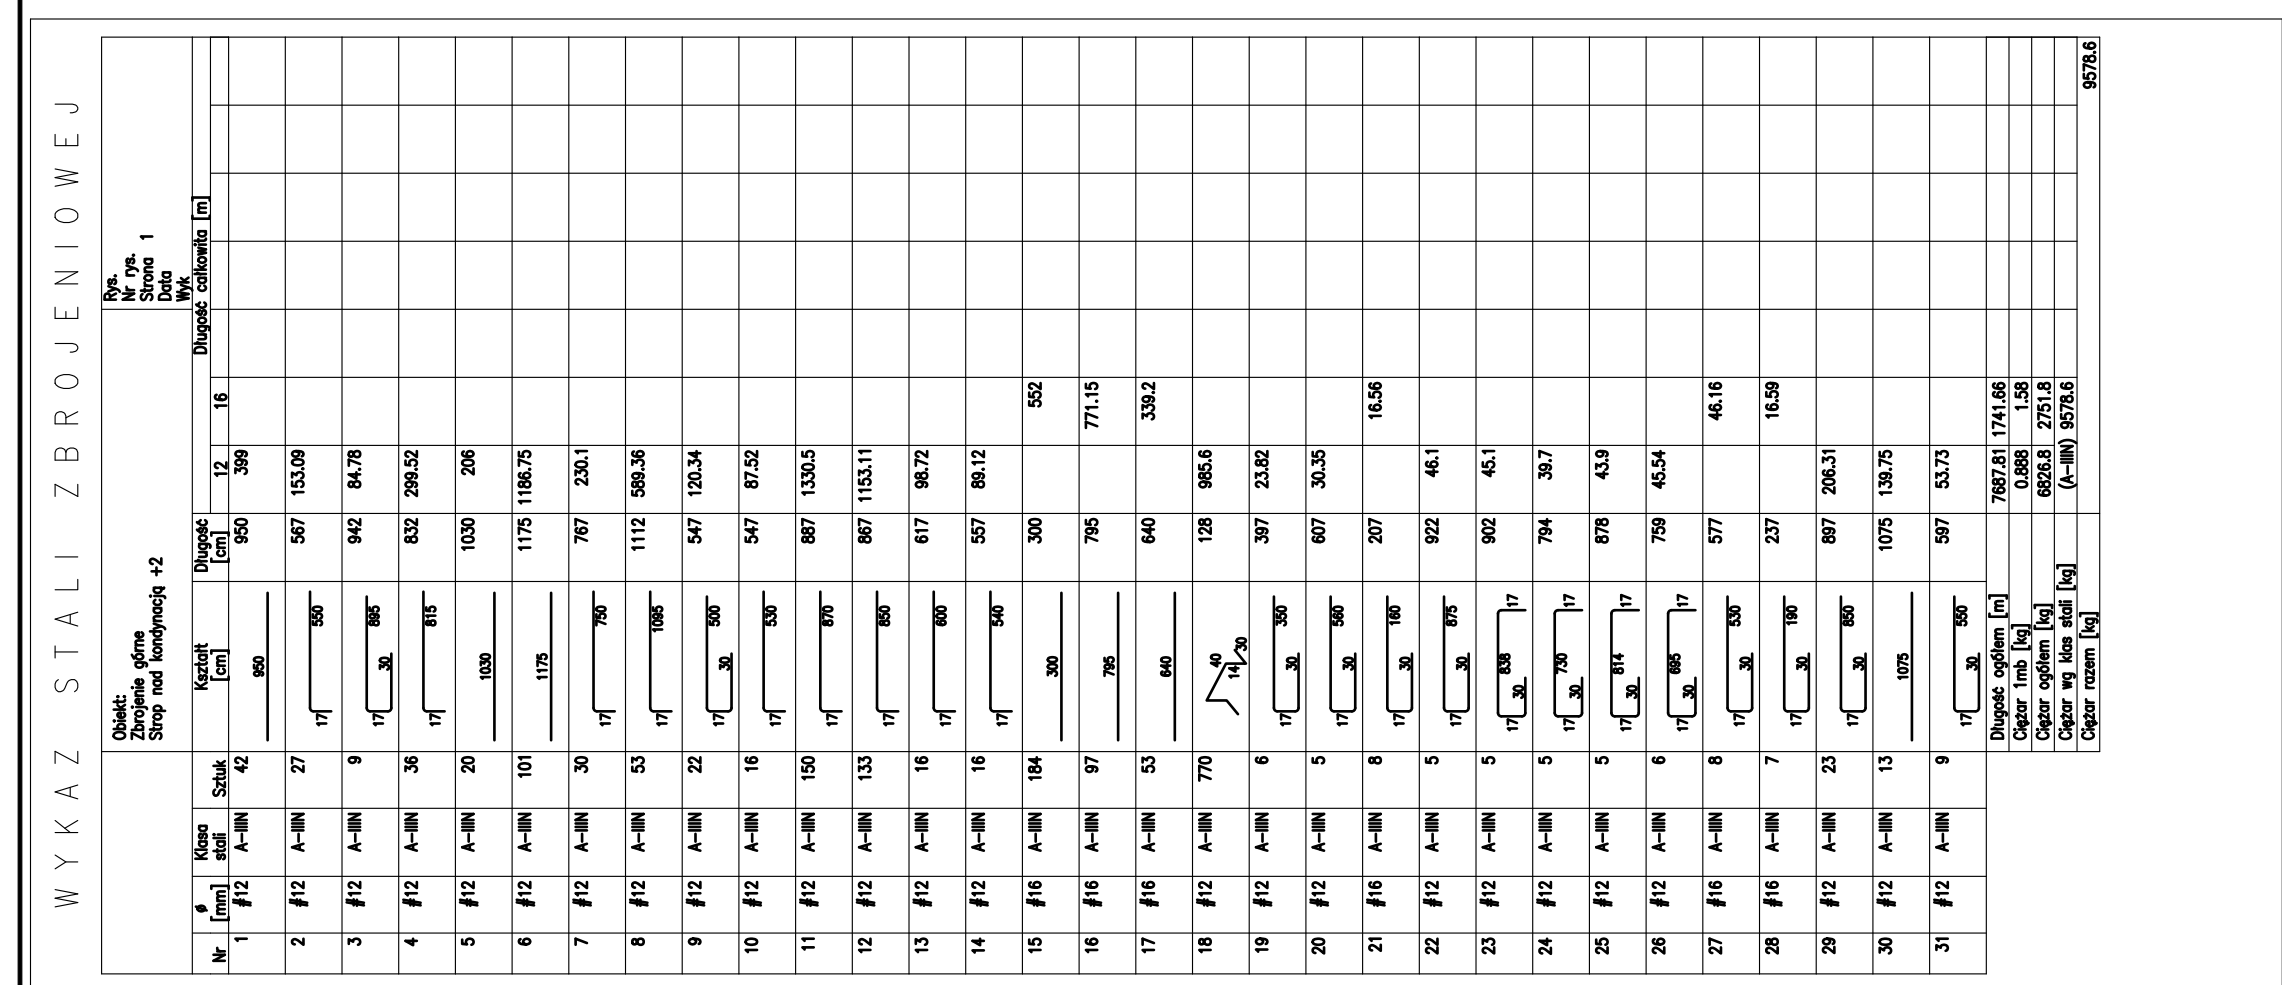 WYKAZ STALI ZBROJENIOWEJ
Obiekt:
Zbrojenie górne
Strop nad kondynacją +2
Rys.
Nr rys.
Strona 1
Data
Wyk
Nr ø [mm] Klasa stali Sztuk Kształt [cm] Długość [cm] Długość całkowita [m]
12 16
1 #12 A-IIIN 42 950 950 399
2 #12 A-IIIN 27 17 550 567 153.09
3 #12 A-IIIN 9 17 30 895 942 84.78
4 #12 A-IIIN 36 17 815 832 299.52
5 #12 A-IIIN 20 1030 1030 206
6 #12 A-IIIN 101 1175 1175 1186.75
7 #12 A-IIIN 30 17 750 767 230.1
8 #12 A-IIIN 53 17 1095 1112 589.36
9 #12 A-IIIN 22 17 30 500 547 120.34
10 #12 A-IIIN 16 17 530 547 87.52
11 #12 A-IIIN 150 17 870 887 1330.5
12 #12 A-IIIN 133 17 850 867 1153.11
13 #12 A-IIIN 16 17 600 617 98.72
14 #12 A-IIIN 16 17 540 557 89.12
15 #16 A-IIIN 184 300 300 552
16 #16 A-IIIN 97 795 795 771.15
17 #16 A-IIIN 53 640 640 339.2
18 #12 A-IIIN 770 40 14 30 128 985.6
19 #12 A-IIIN 6 17 30 350 397 23.82
20 #12 A-IIIN 5 17 30 560 607 30.35
21 #16 A-IIIN 8 17 30 160 207 16.56
22 #12 A-IIIN 5 17 30 875 922 46.1
23 #12 A-IIIN 5 17 30 838 17 902 45.1
24 #12 A-IIIN 5 17 30 730 17 794 39.7
25 #12 A-IIIN 5 17 30 814 17 878 43.9
26 #12 A-IIIN 6 17 30 695 17 759 45.54
27 #16 A-IIIN 8 17 30 530 577 46.16
28 #16 A-IIIN 7 17 30 190 237 16.59
29 #12 A-IIIN 23 17 30 850 897 206.31
30 #12 A-IIIN 13 1075 1075 139.75
31 #12 A-IIIN 9 17 30 550 597 53.73
Długość ogółem [m] 7687.81 1741.66
Ciężar 1mb [kg] 0.888 1.58
Ciężar ogółem [kg] 6826.8 2751.8
Ciężar wg klas stali [kg] (A-IIIN) 9578.6
Ciężar razem [kg] 9578.6